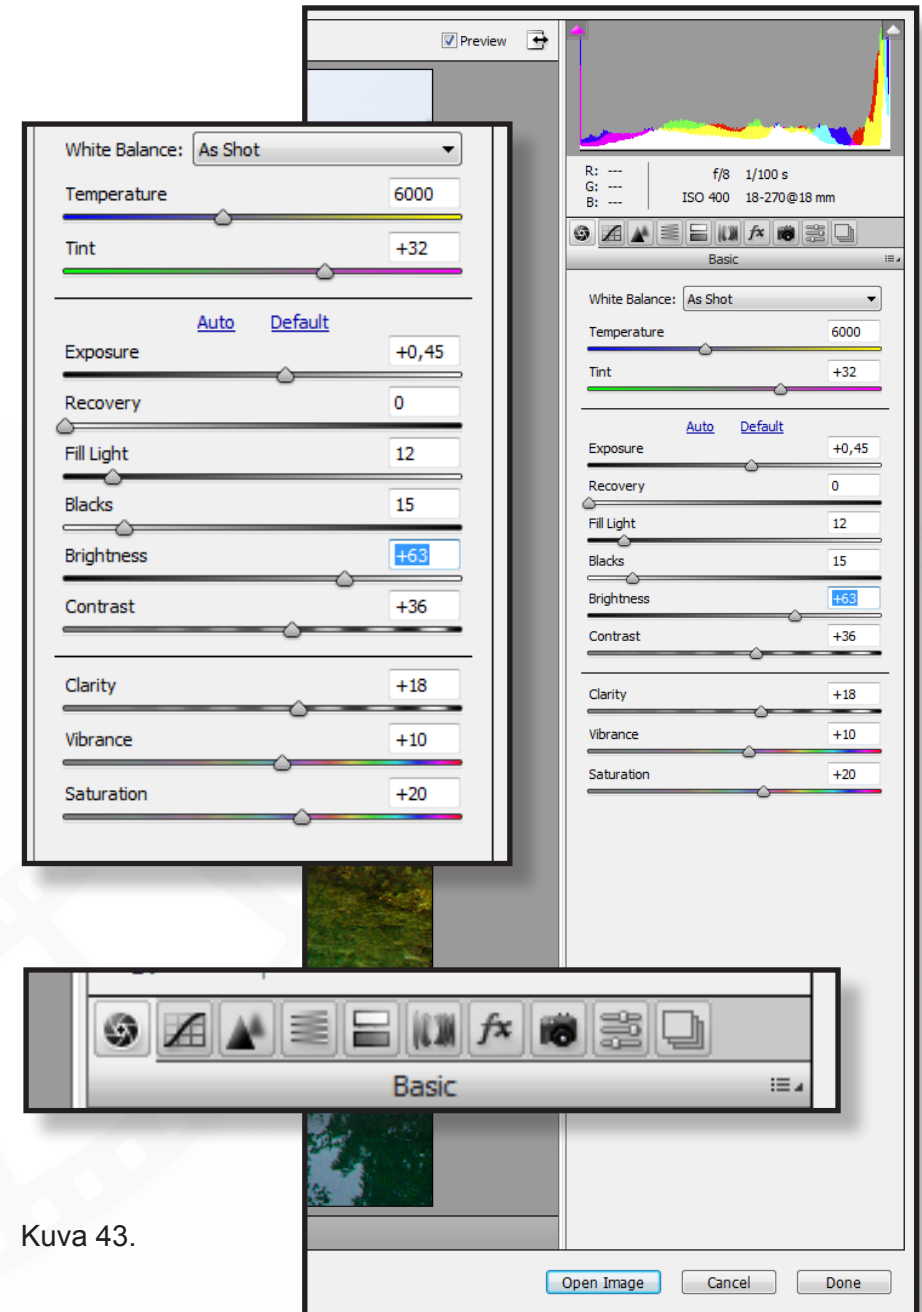 Preview
White Balance: As Shot
Temperature 6000
Tint +32
Auto Default
Exposure +0,45
Recovery 0
Fill Light 12
Blacks 15
Brightness +63
Contrast +36
Clarity +18
Vibrance +10
Saturation +20
R: --- f/8 1/100 s
G: ---
B: --- ISO 400 18-270@18 mm
fx
Basic
White Balance: As Shot
Temperature 6000
Tint +32
Auto Default
Exposure +0,45
Recovery 0
Fill Light 12
Blacks 15
Brightness +63
Contrast +36
Clarity +18
Vibrance +10
Saturation +20
fx
Basic
Kuva 43.
Open Image Cancel Done